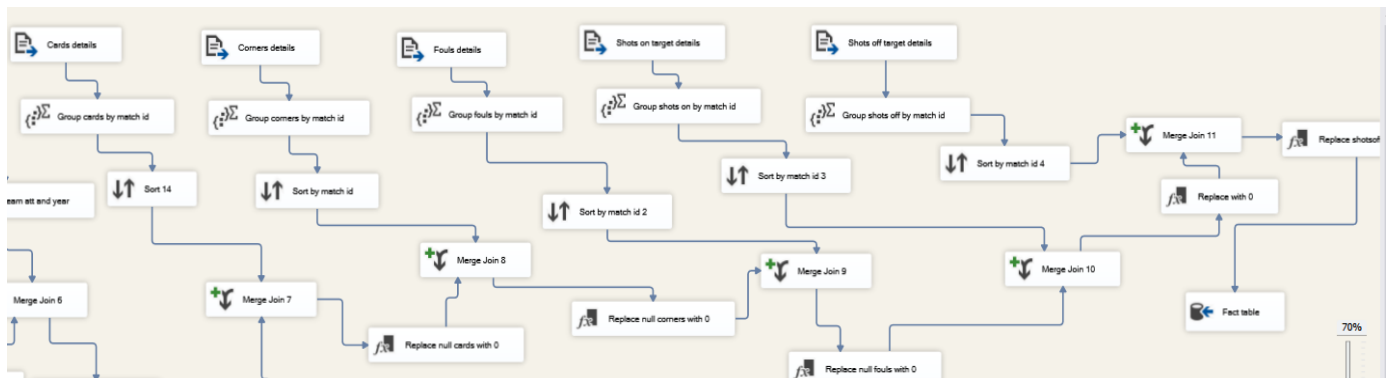 Cards details
Corners details
Fouls details
Shots on target details
Shots off target details
Group cards by match id
Group corners by match id
Group fouls by match id
Group shots on by match id
Group shots off by match id
Merge Join 11
Replace shotsof
Sort 14
Sort by match id
Sort by match id 2
Sort by match id 3
Sort by match id 4
Replace with 0
eam att and year
Merge Join 8
Merge Join 9
Merge Join 10
Merge Join 6
Merge Join 7
Replace null corners with 0
Fact table
Replace null cards with 0
Replace null fouls with 0
70%